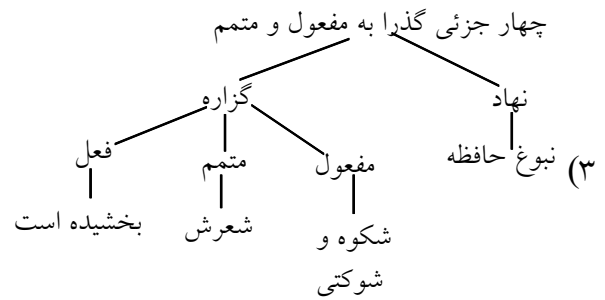 چهار جزئی گذرا به مفعول و متمم
نهاد
گزاره
۳) نبوغ حافظه
مفعول
متمم
فعل
شکوه و
شوکتی
شعرش
بخشیده است